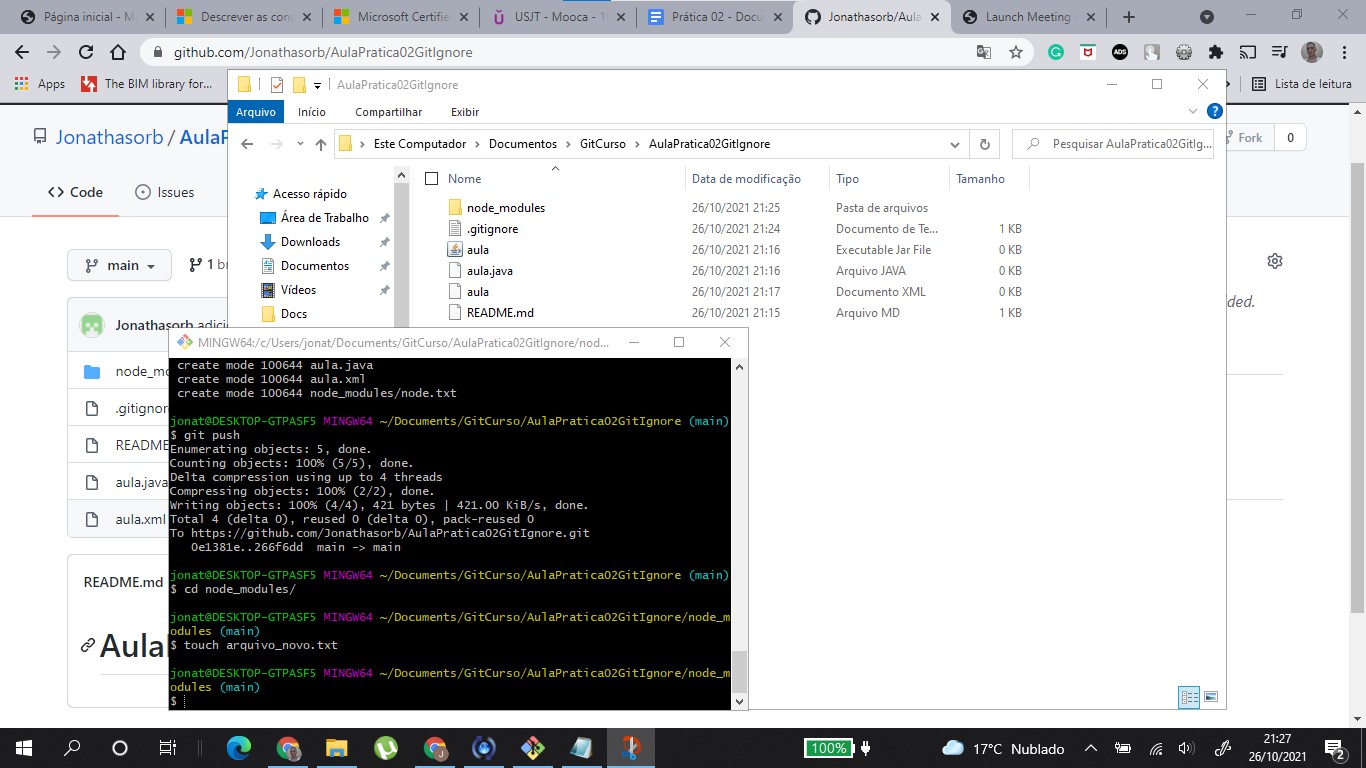 Página inicial - M
Descrever as cons
Microsoft Certifie
USJT - Mooca - 1
Prática 02 - Docu
Jonathasorb/Aula
Launch Meeting
github.com/Jonathasorb/AulaPratica02GitIgnore
Apps
The BIM library for...
Lista de leitura
AulaPratica02GitIgnore
Arquivo
Início
Compartilhar
Exibir
Jonathasorb / AulaP
Fork 0
Este Computador > Documentos > GitCurso > AulaPratica02GitIgnore
Pesquisar AulaPratica02GitIg...
Code
Issues
Nome
Data de modificação
Tipo
Tamanho
Acesso rápido
Área de Trabalho
Downloads
Documentos
Vídeos
Docs
node_modules 26/10/2021 21:25 Pasta de arquivos
.gitignore 26/10/2021 21:24 Documento de Te... 1 KB
aula 26/10/2021 21:16 Executable Jar File 0 KB
aula.java 26/10/2021 21:16 Arquivo JAVA 0 KB
aula 26/10/2021 21:17 Documento XML 0 KB
README.md 26/10/2021 21:15 Arquivo MD 1 KB
main
1 br
ded.
Jonathasorb adici
node_mo
.gitignor
README
aula.java
aula.xml
README.md
Aula
MINGW64:/c/Users/jonat/Documents/GitCurso/AulaPratica02GitIgnore/nod...
create mode 100644 aula.java
create mode 100644 aula.xml
create mode 100644 node_modules/node.txt
jonat@DESKTOP-GTPASF5 MINGW64 ~/Documents/GitCurso/AulaPratica02GitIgnore (main)
$ git push
Enumerating objects: 5, done.
Counting objects: 100% (5/5), done.
Delta compression using up to 4 threads
Compressing objects: 100% (2/2), done.
Writing objects: 100% (4/4), 421 bytes | 421.00 KiB/s, done.
Total 4 (delta 0), reused 0 (delta 0), pack-reused 0
To https://github.com/Jonathasorb/AulaPratica02GitIgnore.git
0e1381e..266f6dd main -> main
jonat@DESKTOP-GTPASF5 MINGW64 ~/Documents/GitCurso/AulaPratica02GitIgnore (main)
$ cd node_modules/
jonat@DESKTOP-GTPASF5 MINGW64 ~/Documents/GitCurso/AulaPratica02GitIgnore/node_m
odules (main)
$ touch arquivo_novo.txt
jonat@DESKTOP-GTPASF5 MINGW64 ~/Documents/GitCurso/AulaPratica02GitIgnore/node_m
odules (main)
$
100%
17°C Nublado
21:27
26/10/2021
2